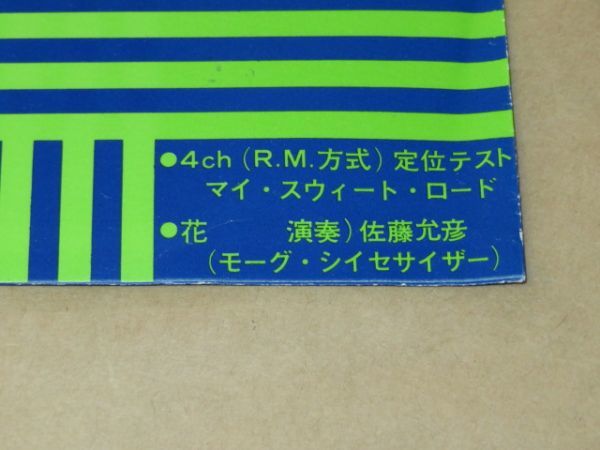 ●4ch（R.M.方式）定位テスト
マイ・スウィート・ロード
●花　　演奏）佐藤允彦
（モーグ・シイセサイザー）